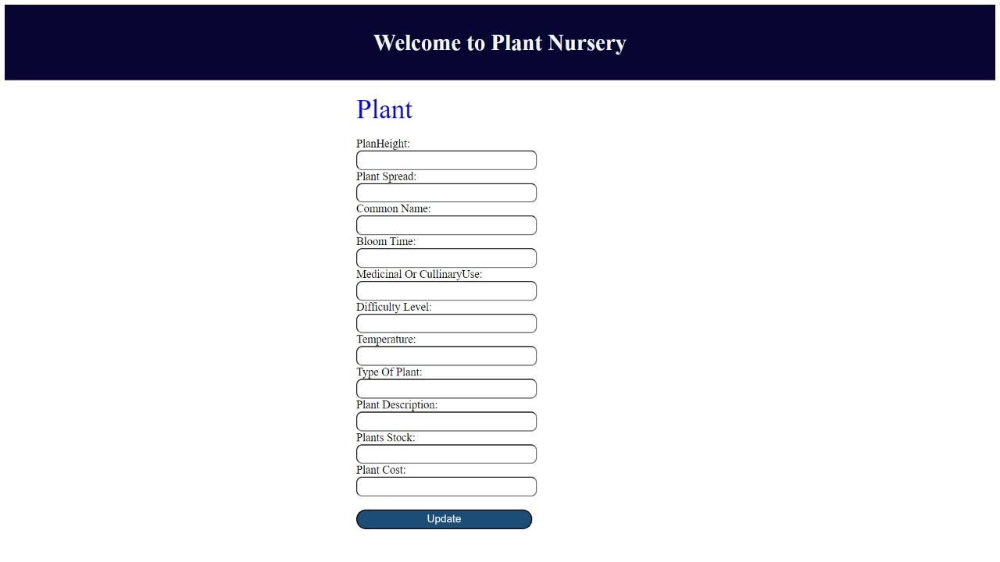 Welcome to Plant Nursery
Plant
PlanHeight:
Plant Spread:
Common Name:
Bloom Time:
Medicinal Or CullinaryUse:
Difficulty Level:
Temperature:
Type Of Plant:
Plant Description:
Plants Stock:
Plant Cost:
Update